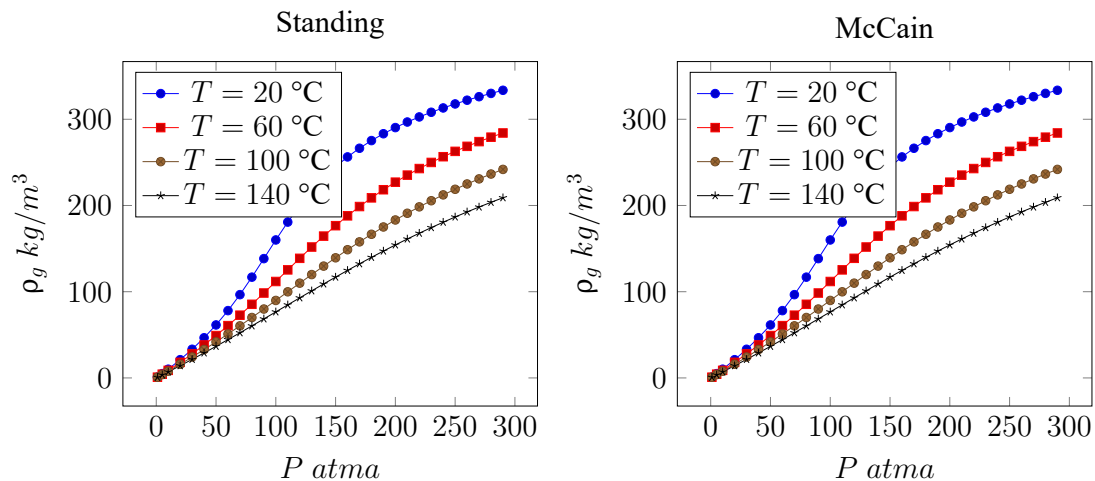 Standing
T = 20 °C
T = 60 °C
T = 100 °C
T = 140 °C
300
200
100
0
ρg kg/m³
0 50 100 150 200 250 300
P atma
McCain
T = 20 °C
T = 60 °C
T = 100 °C
T = 140 °C
300
200
100
0
ρg kg/m³
0 50 100 150 200 250 300
P atma